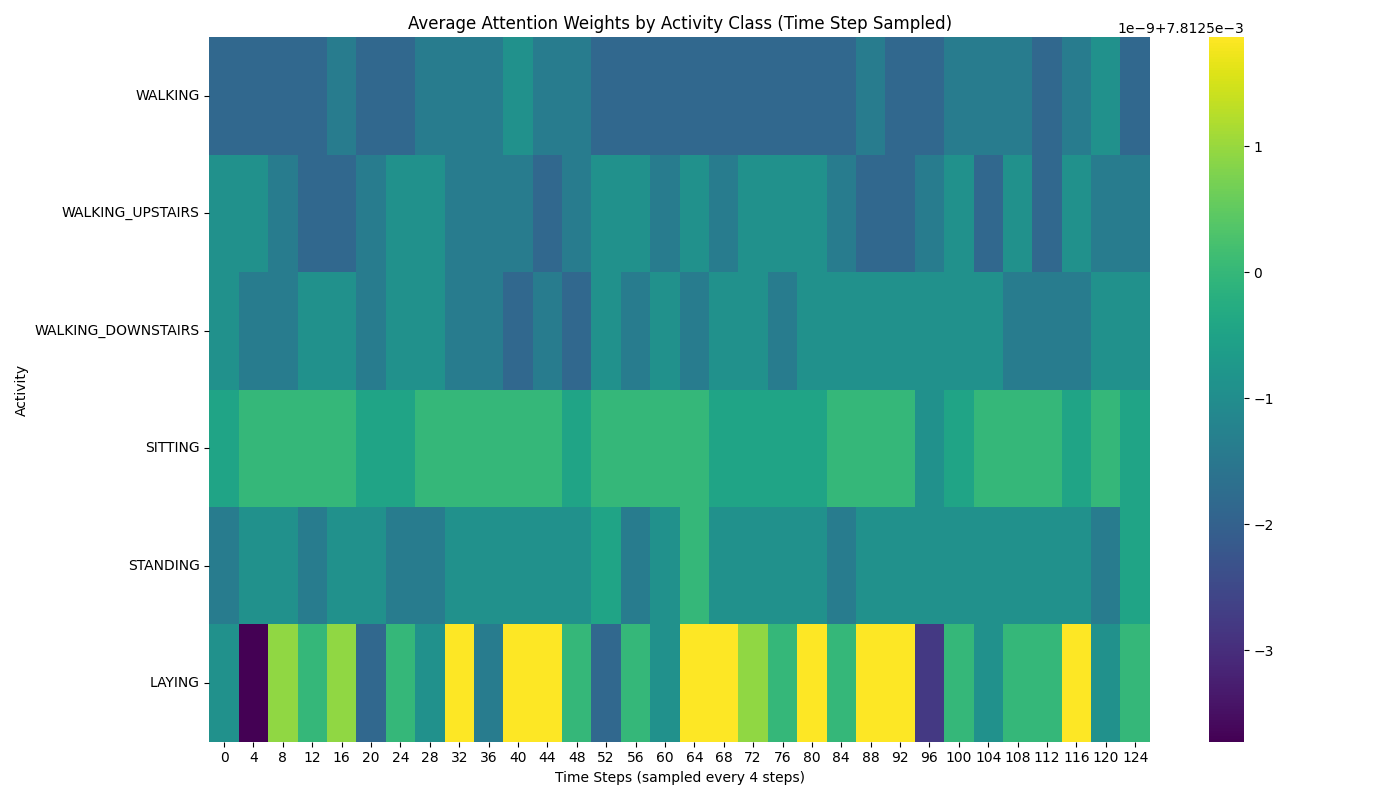 Average Attention Weights by Activity Class (Time Step Sampled)
1e−9+7.8125e−3
WALKING
WALKING_UPSTAIRS
WALKING_DOWNSTAIRS
SITTING
STANDING
LAYING
Activity
1
0
−1
−2
−3
0 4 8 12 16 20 24 28 32 36 40 44 48 52 56 60 64 68 72 76 80 84 88 92 96 100 104 108 112 116 120 124
Time Steps (sampled every 4 steps)